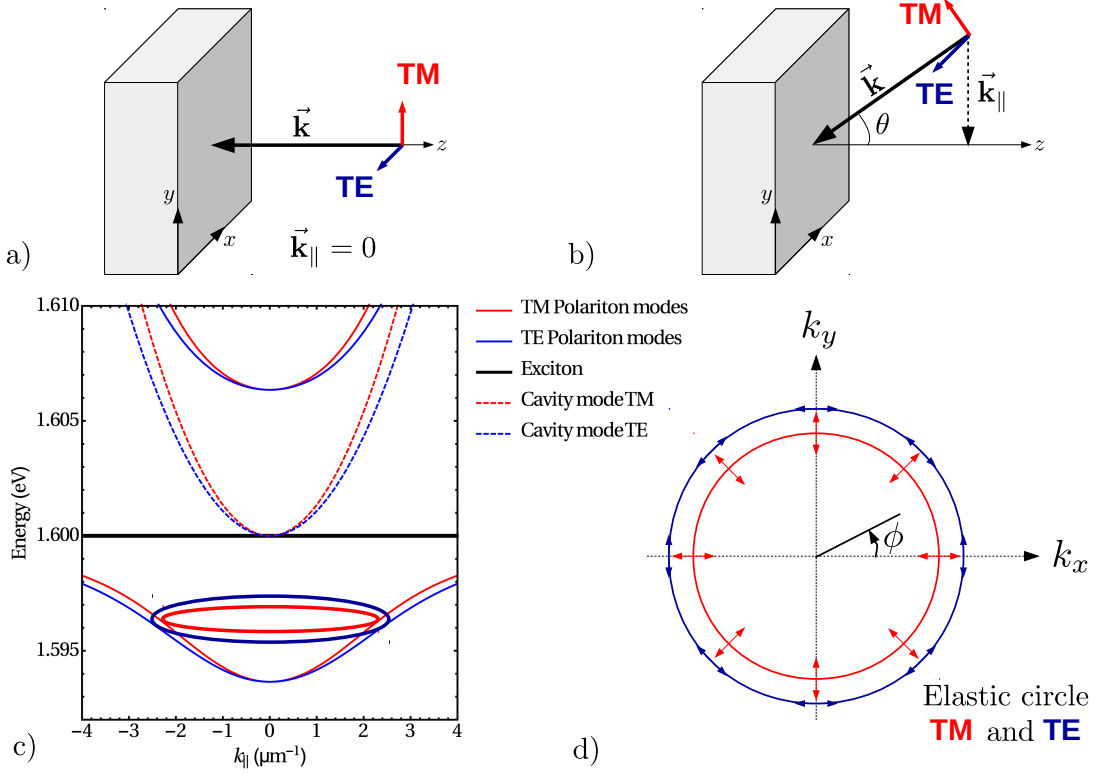 TM
k⃗
z
TE
y
x
k⃗∥ = 0
a)
TM
k⃗
TE
k⃗∥
θ
z
y
x
b)
1.610
1.605
1.600
1.595
Energy (eV)
−4 −3 −2 −1 0 1 2 3 4
k∥ (μm⁻¹)
c)
TM Polariton modes
TE Polariton modes
Exciton
Cavity mode TM
Cavity mode TE
k_y
ϕ
k_x
Elastic circle
TM and TE
d)